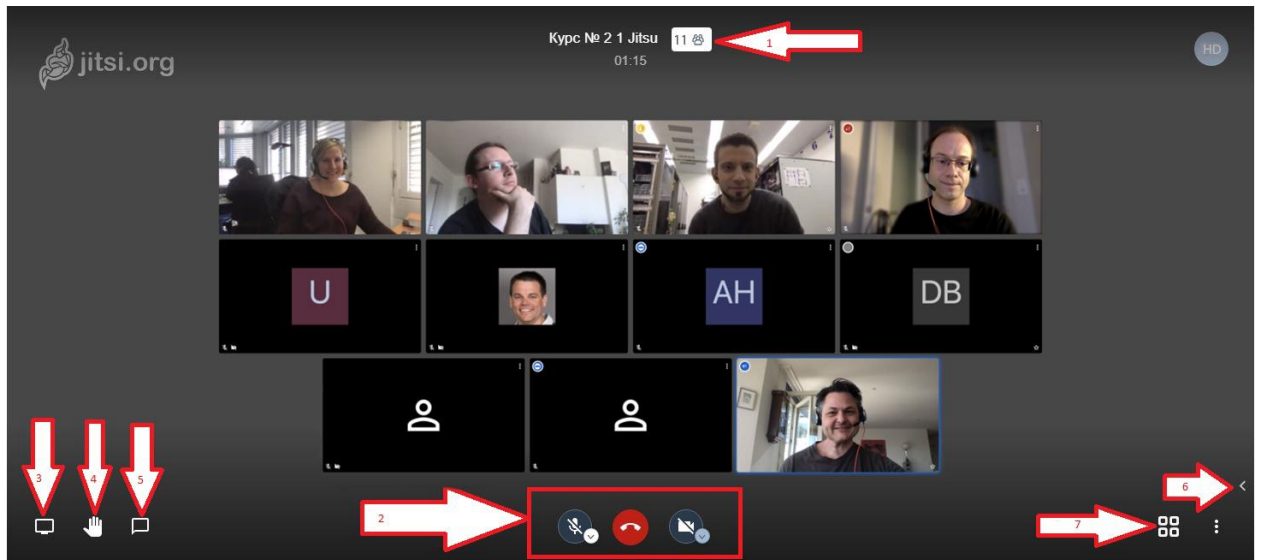 Курс № 2 1 Jitsu 11
1
01:15
HD
jitsi.org
U
AH
DB
3
4
5
2
6
7